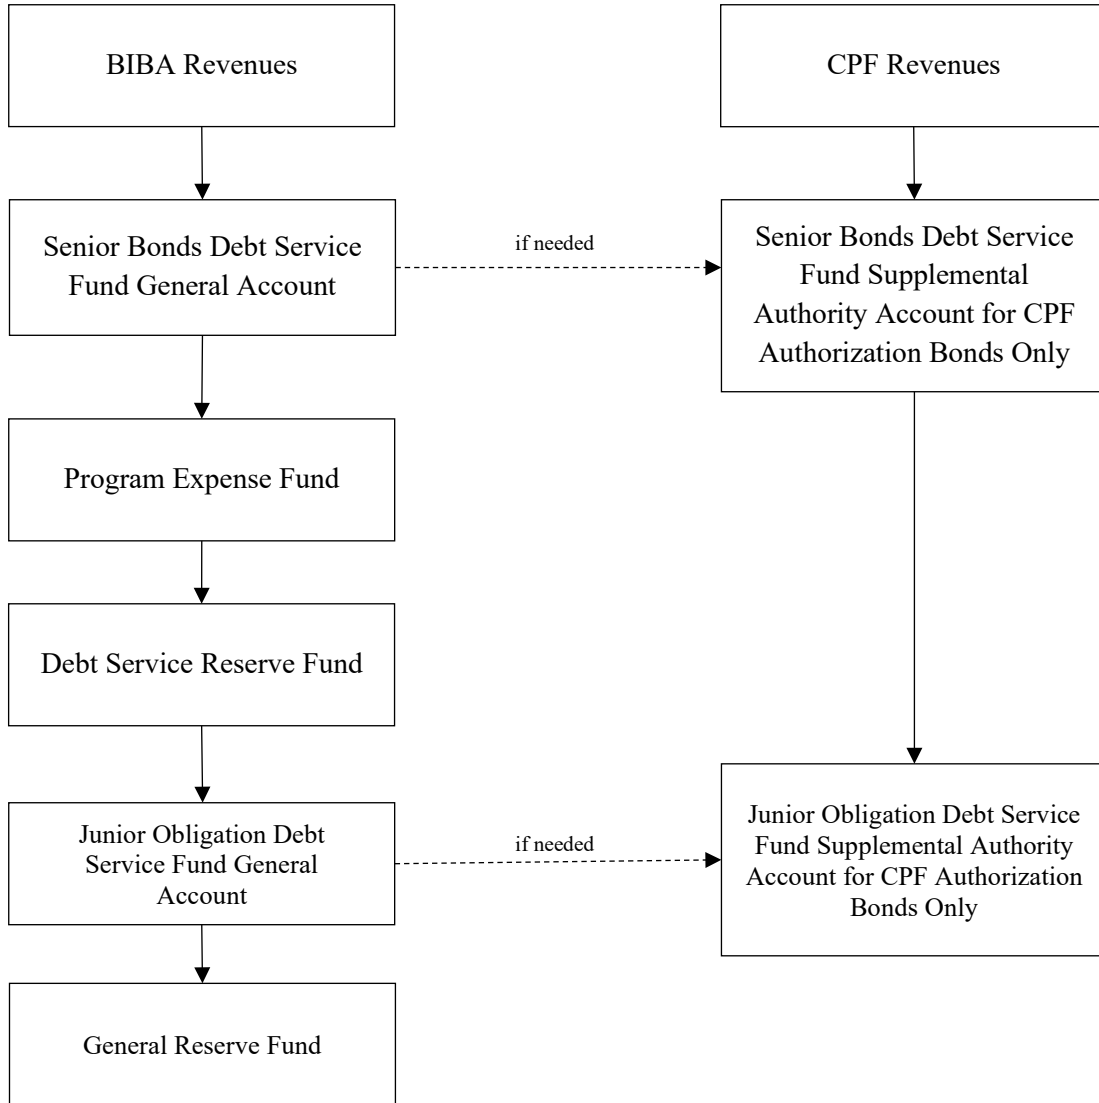 BIBA Revenues
CPF Revenues
Senior Bonds Debt Service
Fund General Account
if needed
Senior Bonds Debt Service
Fund Supplemental
Authority Account for CPF
Authorization Bonds Only
Program Expense Fund
Debt Service Reserve Fund
Junior Obligation Debt
Service Fund General
Account
if needed
Junior Obligation Debt Service
Fund Supplemental Authority
Account for CPF Authorization
Bonds Only
General Reserve Fund